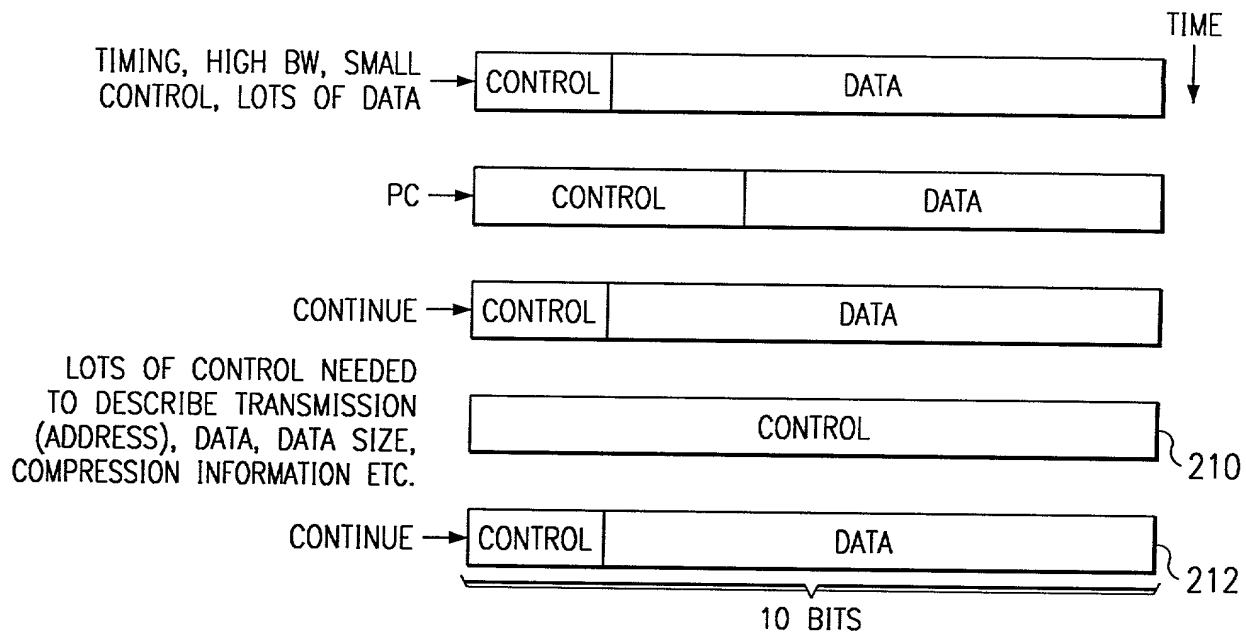 TIME
TIMING, HIGH BW, SMALL
CONTROL, LOTS OF DATA
CONTROL
DATA
PC
CONTROL
DATA
CONTINUE
CONTROL
DATA
LOTS OF CONTROL NEEDED
TO DESCRIBE TRANSMISSION
(ADDRESS), DATA, DATA SIZE,
COMPRESSION INFORMATION ETC.
CONTROL
210
CONTINUE
CONTROL
DATA
212
10 BITS